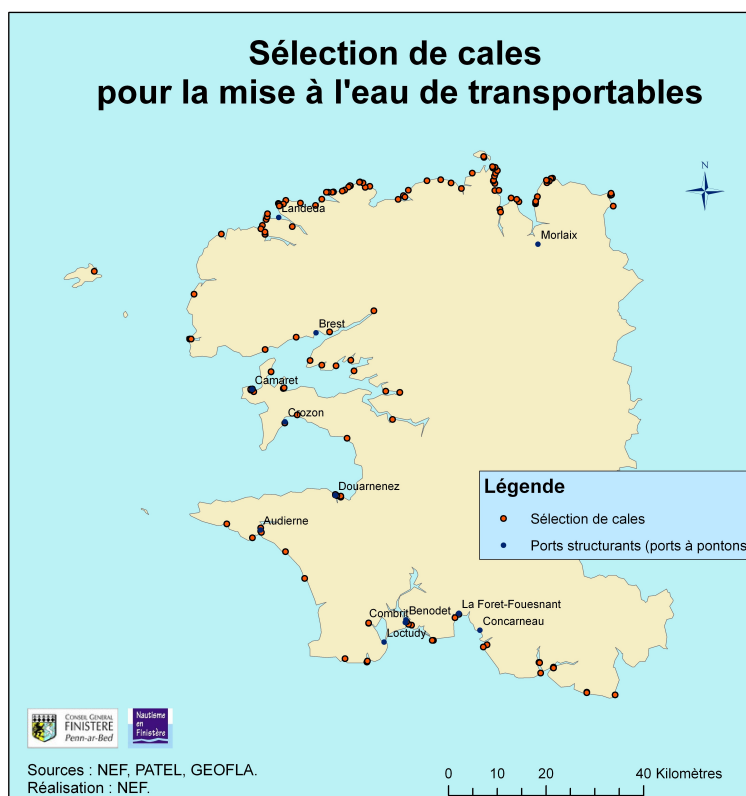 Sélection de cales
pour la mise à l'eau de transportables
N
Landeda
Morlaix
Brest
Camaret
Crozon
Douarnenez
Audierne
Légende
Sélection de cales
Ports structurants (ports à pontons
La Foret-Fouesnant
Combrit
Benodet
Concarneau
Loctudy
CONSEIL GENERAL
FINISTERE
Penn-ar-Bed
Nautisme
en
Finistère
Sources : NEF, PATEL, GEOFLA.
Réalisation : NEF.
0 10 20 40 Kilomètres